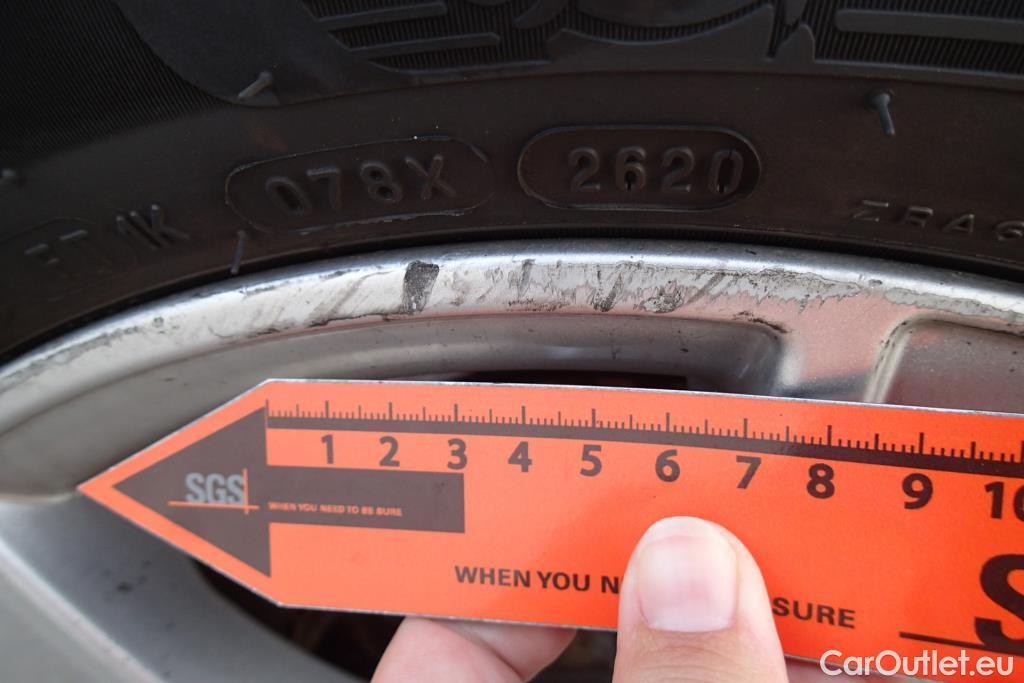 078X
2620
1 2 3 4 5 6 7 8 9 10
SGS
WHEN YOU NEED TO BE SURE
WHEN YOU
SURE
CarOutlet.eu